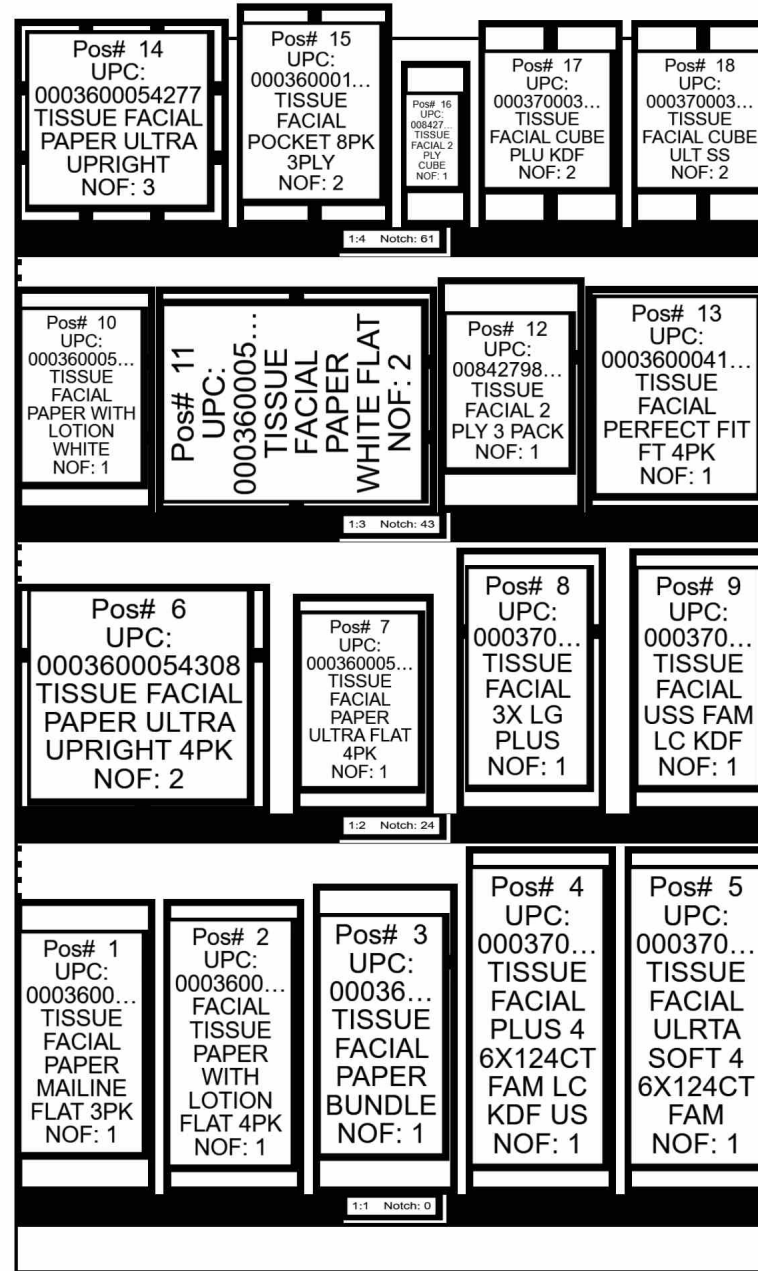 Pos# 14
UPC:
0003600054277
TISSUE FACIAL
PAPER ULTRA
UPRIGHT
NOF: 3
Pos# 15
UPC:
000360001...
TISSUE
FACIAL
POCKET 8PK
3PLY
NOF: 2
Pos# 16
UPC:
008427...
TISSUE
FACIAL 2
PLY
CUBE
NOF: 1
Pos# 17
UPC:
000370003...
TISSUE
FACIAL CUBE
PLU KDF
NOF: 2
Pos# 18
UPC:
000370003...
TISSUE
FACIAL CUBE
ULT SS
NOF: 2
1:4 Notch: 61
Pos# 10
UPC:
000360005...
TISSUE
FACIAL
PAPER WITH
LOTION
WHITE
NOF: 1
Pos# 11
UPC:
000360005...
TISSUE
FACIAL
PAPER
WHITE FLAT
NOF: 2
Pos# 12
UPC:
00842798...
TISSUE
FACIAL 2
PLY 3 PACK
NOF: 1
Pos# 13
UPC:
0003600041...
TISSUE
FACIAL
PERFECT FIT
FT 4PK
NOF: 1
1:3 Notch: 43
Pos# 6
UPC:
0003600054308
TISSUE FACIAL
PAPER ULTRA
UPRIGHT 4PK
NOF: 2
Pos# 7
UPC:
000360005...
TISSUE
FACIAL
PAPER
ULTRA FLAT
4PK
NOF: 1
Pos# 8
UPC:
000370...
TISSUE
FACIAL
3X LG
PLUS
NOF: 1
Pos# 9
UPC:
000370...
TISSUE
FACIAL
USS FAM
LC KDF
NOF: 1
1:2 Notch: 24
Pos# 1
UPC:
0003600...
TISSUE
FACIAL
PAPER
MAILINE
FLAT 3PK
NOF: 1
Pos# 2
UPC:
0003600...
FACIAL
TISSUE
PAPER
WITH
LOTION
FLAT 4PK
NOF: 1
Pos# 3
UPC:
00036...
TISSUE
FACIAL
PAPER
BUNDLE
NOF: 1
Pos# 4
UPC:
000370...
TISSUE
FACIAL
PLUS 4
6X124CT
FAM LC
KDF US
NOF: 1
Pos# 5
UPC:
000370...
TISSUE
FACIAL
ULRTA
SOFT 4
6X124CT
FAM
NOF: 1
1:1 Notch: 0